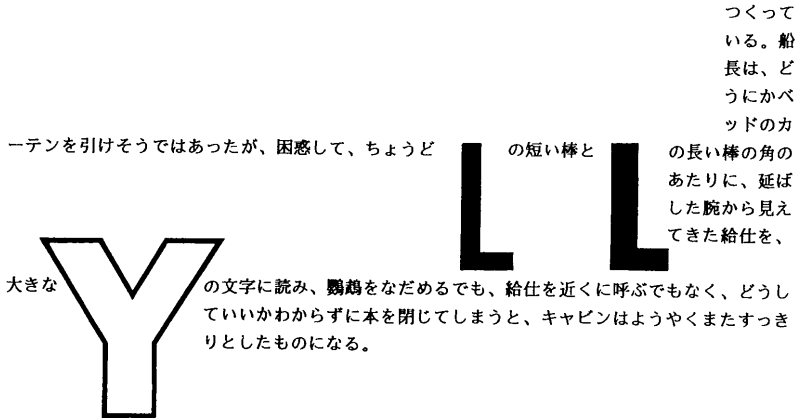 つくって
いる。船
長は、ど
うにかベ
ッドのカ
ーテンを引けそうではあったが、困惑して、ちょうど L の短い棒と L の長い棒の角の
あたりに、延ば
した腕から見え
てきた給仕を、
大きな Y の文字に読み、鸚鵡をなだめるでも、給仕を近くに呼ぶでもなく、どうし
ていいかわからずに本を閉じてしまうと、キャビンはようやくまたすっき
りとしたものになる。